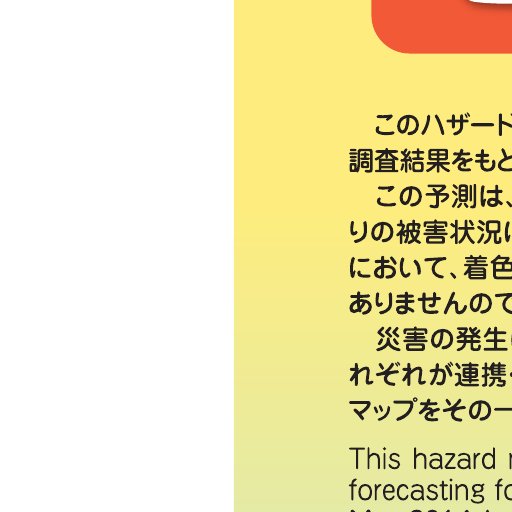 このハザード
調査結果をもと
この予測は、
りの被害状況に
において、着色
ありませんので
災害の発生
れぞれが連携
マップをその一
This hazard
forecasting fo